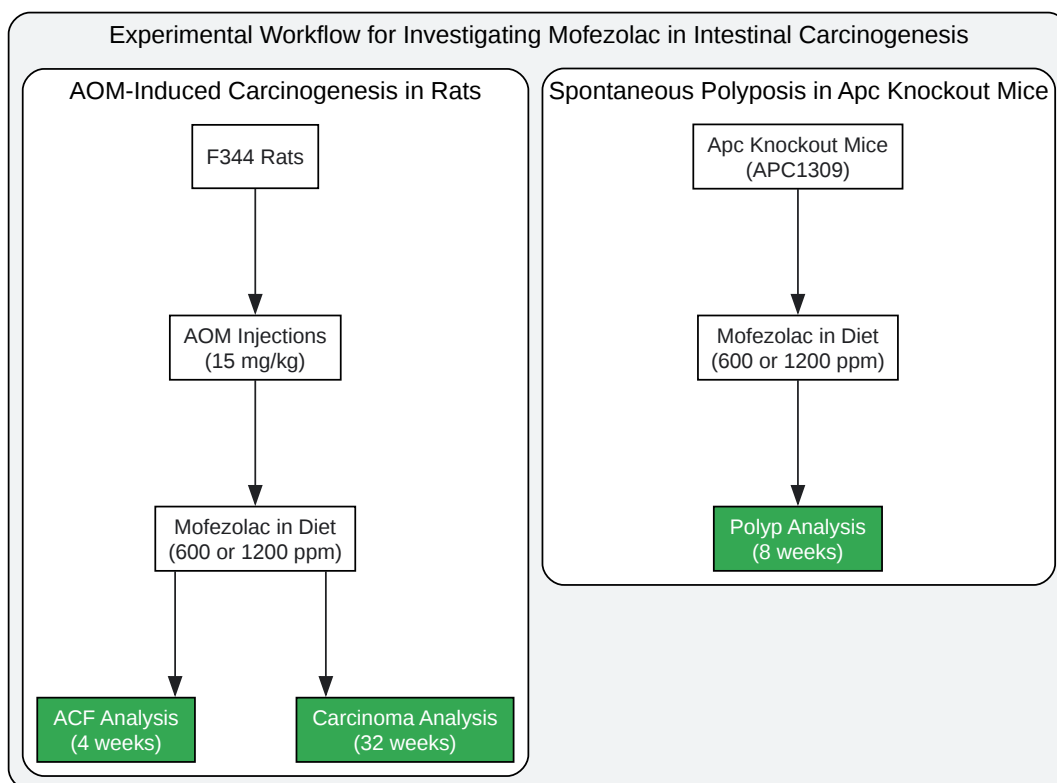 Experimental Workflow for Investigating Mofezolac in Intestinal Carcinogenesis
AOM-Induced Carcinogenesis in Rats
F344 Rats
AOM Injections
(15 mg/kg)
Mofezolac in Diet
(600 or 1200 ppm)
ACF Analysis
(4 weeks)
Carcinoma Analysis
(32 weeks)
Spontaneous Polyposis in Apc Knockout Mice
Apc Knockout Mice
(APC1309)
Mofezolac in Diet
(600 or 1200 ppm)
Polyp Analysis
(8 weeks)